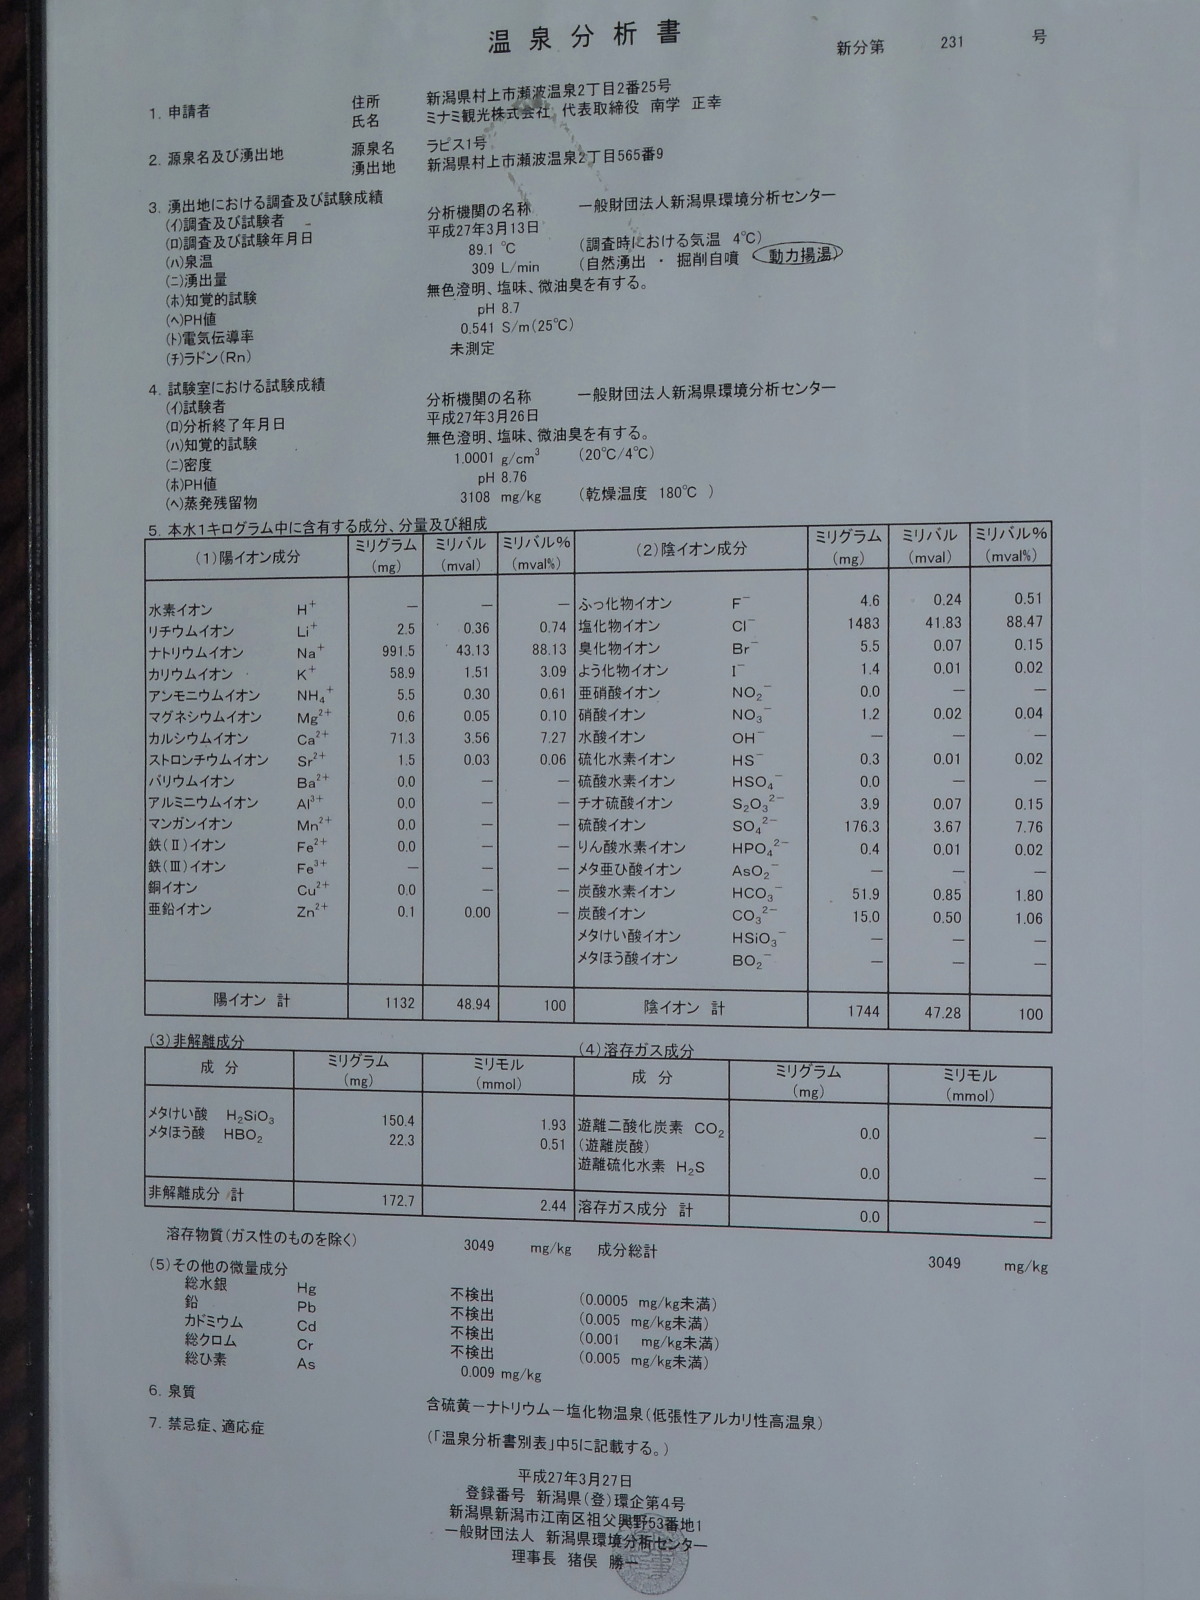 温泉分析書
新分第 231 号
1. 申請者 住所 新潟県村上市瀬波温泉2丁目2番25号
氏名 ミナミ観光株式会社 代表取締役 南学 正幸
2. 源泉名及び湧出地 源泉名 ラピス1号
湧出地 新潟県村上市瀬波温泉2丁目565番9
3. 湧出地における調査及び試験成績
(ｲ)調査及び試験者 分析機関の名称 一般財団法人新潟県環境分析センター
(ﾛ)調査及び試験年月日 平成27年3月13日
(ﾊ)泉温 89.1 ℃ (調査時における気温 4℃)
(ﾆ)湧出量 309 L/min (自然湧出 ・ 掘削自噴 ・ 動力揚湯)
(ﾎ)知覚的試験 無色澄明、塩味、微油臭を有する。
(ﾍ)PH値 pH 8.7
(ﾄ)電気伝導率 0.541 S/m(25℃)
(ﾁ)ラドン(Rn) 未測定
4. 試験室における試験成績
(ｲ)試験者 分析機関の名称 一般財団法人新潟県環境分析センター
(ﾛ)分析終了年月日 平成27年3月26日
(ﾊ)知覚的試験 無色澄明、塩味、微油臭を有する。
(ﾆ)密度 1.0001 g/cm³ (20℃/4℃)
(ﾎ)PH値 pH 8.76
(ﾍ)蒸発残留物 3108 mg/kg (乾燥温度 180℃ )
5. 本水1キログラム中に含有する成分、分量及び組成
(1)陽イオン成分 ミリグラム(mg) ミリバル(mval) ミリバル%(mval%) (2)陰イオン成分 ミリグラム(mg) ミリバル(mval) ミリバル%(mval%)
水素イオン H⁺ — — — ふっ化物イオン F⁻ 4.6 0.24 0.51
リチウムイオン Li⁺ 2.5 0.36 0.74 塩化物イオン Cl⁻ 1483 41.83 88.47
ナトリウムイオン Na⁺ 991.5 43.13 88.13 臭化物イオン Br⁻ 5.5 0.07 0.15
カリウムイオン K⁺ 58.9 1.51 3.09 よう化物イオン I⁻ 1.4 0.01 0.02
アンモニウムイオン NH₄⁺ 5.5 0.30 0.61 亜硝酸イオン NO₂⁻ 0.0 — —
マグネシウムイオン Mg²⁺ 0.6 0.05 0.10 硝酸イオン NO₃⁻ 1.2 0.02 0.04
カルシウムイオン Ca²⁺ 71.3 3.56 7.27 水酸イオン OH⁻ — — —
ストロンチウムイオン Sr²⁺ 1.5 0.03 0.06 硫化水素イオン HS⁻ 0.3 0.01 0.02
バリウムイオン Ba²⁺ 0.0 — — 硫酸水素イオン HSO₄⁻ 0.0 — —
アルミニウムイオン Al³⁺ 0.0 — — チオ硫酸イオン S₂O₃²⁻ 3.9 0.07 0.15
マンガンイオン Mn²⁺ 0.0 — — 硫酸イオン SO₄²⁻ 176.3 3.67 7.76
鉄(Ⅱ)イオン Fe²⁺ 0.0 — — りん酸水素イオン HPO₄²⁻ 0.4 0.01 0.02
鉄(Ⅲ)イオン Fe³⁺ — — — メタ亜ひ酸イオン AsO₂⁻ — — —
銅イオン Cu²⁺ 0.0 — — 炭酸水素イオン HCO₃⁻ 51.9 0.85 1.80
亜鉛イオン Zn²⁺ 0.1 0.00 — 炭酸イオン CO₃²⁻ 15.0 0.50 1.06
メタけい酸イオン HSiO₃⁻ — — —
メタほう酸イオン BO₂⁻ — — —
陽イオン 計 1132 48.94 100 陰イオン 計 1744 47.28 100
(3)非解離成分 (4)溶存ガス成分
成 分 ミリグラム(mg) ミリモル(mmol) 成 分 ミリグラム(mg) ミリモル(mmol)
メタけい酸 H₂SiO₃ 150.4 1.93 遊離二酸化炭素 CO₂ 0.0 —
メタほう酸 HBO₂ 22.3 0.51 (遊離炭酸)
遊離硫化水素 H₂S 0.0 —
非解離成分 計 172.7 2.44 溶存ガス成分 計 0.0 —
溶存物質(ガス性のものを除く) 3049 mg/kg 成分総計 3049 mg/kg
(5)その他の微量成分
総水銀 Hg 不検出 (0.0005 mg/kg未満)
鉛 Pb 不検出 (0.005 mg/kg未満)
カドミウム Cd 不検出 (0.001 mg/kg未満)
総クロム Cr 不検出 (0.005 mg/kg未満)
総ひ素 As 0.009 mg/kg
6. 泉質 含硫黄－ナトリウム－塩化物温泉(低張性アルカリ性高温泉)
7. 禁忌症、適応症 (「温泉分析書別表」中5に記載する。)
平成27年3月27日
登録番号 新潟県(登)環企第4号
新潟県新潟市江南区祖父興野53番地1
一般財団法人 新潟県環境分析センター
理事長 猪俣 勝一